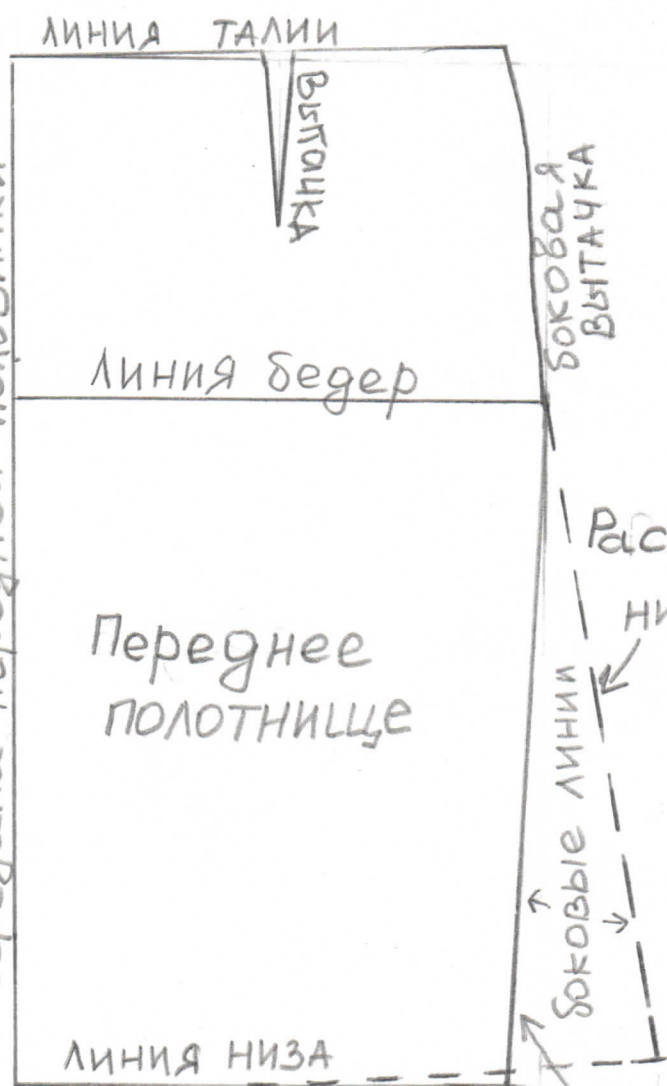 ЛИНИЯ ТАЛИИ
ВЫТАЧКА
боковая
ВЫТАЧКА
Линия бедер
Переднее
полотнище
боковые линии
Линия низа